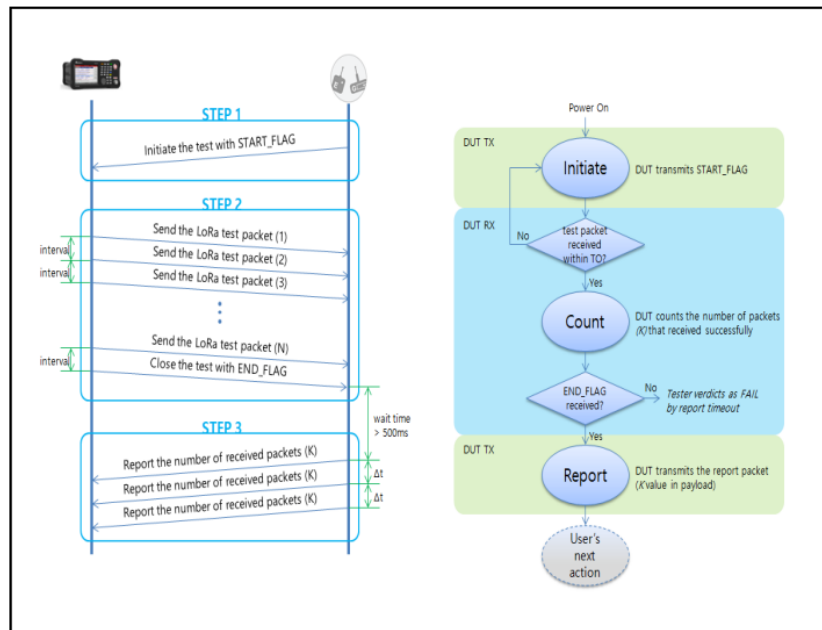 STEP 1
Initiate the test with START_FLAG
STEP 2
Send the LoRa test packet (1)
interval
Send the LoRa test packet (2)
interval
Send the LoRa test packet (3)
Send the LoRa test packet (N)
interval
Close the test with END_FLAG
wait time
> 500ms
STEP 3
Report the number of received packets (K)
Δt
Report the number of received packets (K)
Δt
Report the number of received packets (K)
Power On
DUT TX
Initiate
DUT transmits START_FLAG
DUT RX
test packet
received
within TO?
No
Yes
Count
DUT counts the number of packets
(K) that received successfully
END_FLAG
received?
No
Tester verdicts as FAIL
by report timeout
Yes
DUT TX
Report
DUT transmits the report packet
(K value in payload)
User's
next
action